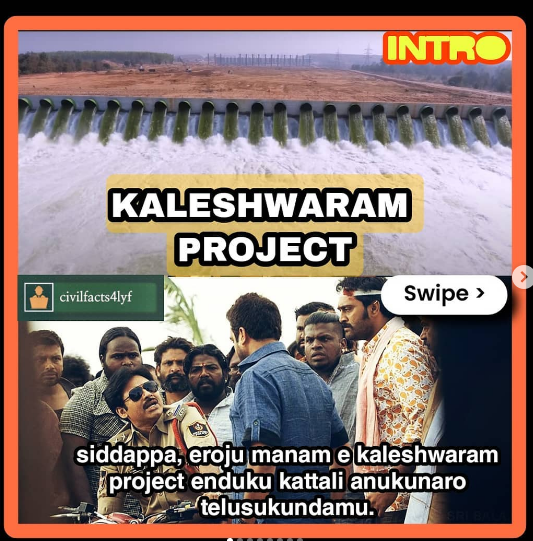 INTRO
KALESHWARAM
PROJECT
civilfacts4lyf
Swipe >
siddappa, eroju manam e kaleshwaram
project enduku kattali anukunaro
telusukundamu.